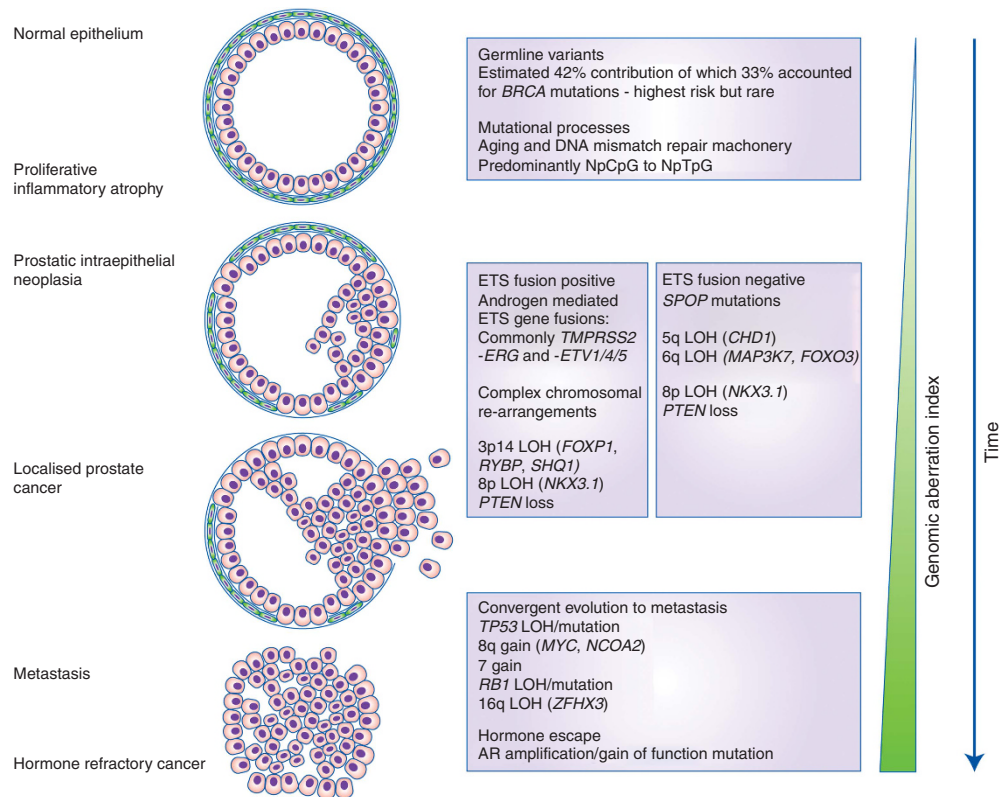 Normal epithelium
Proliferative
inflammatory atrophy
Prostatic intraepithelial
neoplasia
Localised prostate
cancer
Metastasis
Hormone refractory cancer
Germline variants
Estimated 42% contribution of which 33% accounted
for BRCA mutations - highest risk but rare
Mutational processes
Aging and DNA mismatch repair machonery
Predominantly NpCpG to NpTpG
ETS fusion positive
Androgen mediated
ETS gene fusions:
Commonly TMPRSS2
-ERG and -ETV1/4/5
Complex chromosomal
re-arrangements
3p14 LOH (FOXP1,
RYBP, SHQ1)
8p LOH (NKX3.1)
PTEN loss
ETS fusion negative
SPOP mutations
5q LOH (CHD1)
6q LOH (MAP3K7, FOXO3)
8p LOH (NKX3.1)
PTEN loss
Convergent evolution to metastasis
TP53 LOH/mutation
8q gain (MYC, NCOA2)
7 gain
RB1 LOH/mutation
16q LOH (ZFHX3)
Hormone escape
AR amplification/gain of function mutation
Genomic aberration index
Time